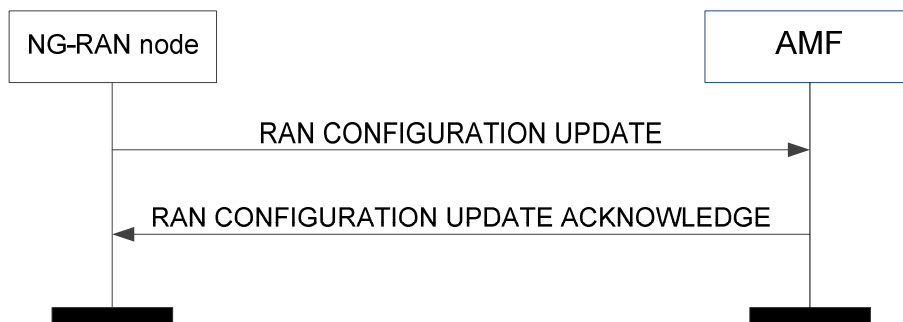 NG-RAN node
AMF
RAN CONFIGURATION UPDATE
RAN CONFIGURATION UPDATE ACKNOWLEDGE